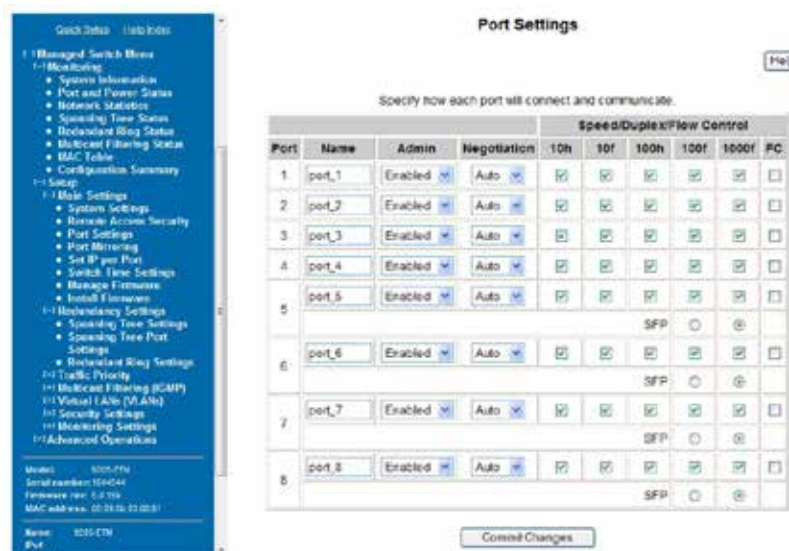 Quick Setup Help Index
Managed Switch Menu
Monitoring
System Information
Port and Power Status
Network Statistics
Spanning Tree Status
Redundant Ring Status
Multicast Filtering Status
MAC Table
Configuration Summary
Setup
Main Settings
System Settings
Remote Access Security
Port Settings
Port Mirroring
Set IP per Port
Switch Time Settings
Manage Firmware
Install Firmware
Redundancy Settings
Spanning Tree Settings
Spanning Tree Port
Settings
Redundant Ring Settings
Traffic Priority
Multicast Filtering (IGMP)
Virtual LANs (VLANs)
Security Settings
Monitoring Settings
Advanced Operations
Model:
Serial number:
Firmware rev:
MAC address:
Name:
IPv4
Port Settings
Hel
Specify how each port will connect and communicate.
Speed/Duplex/Flow Control
Port Name Admin Negotiation 10h 10f 100h 100f 1000f FC
1 port_1 Enabled Auto
2 port_2 Enabled Auto
3 port_3 Enabled Auto
4 port_4 Enabled Auto
5 port_5 Enabled Auto
SFP
6 port_6 Enabled Auto
SFP
7 port_7 Enabled Auto
SFP
8 port_8 Enabled Auto
SFP
Commit Changes